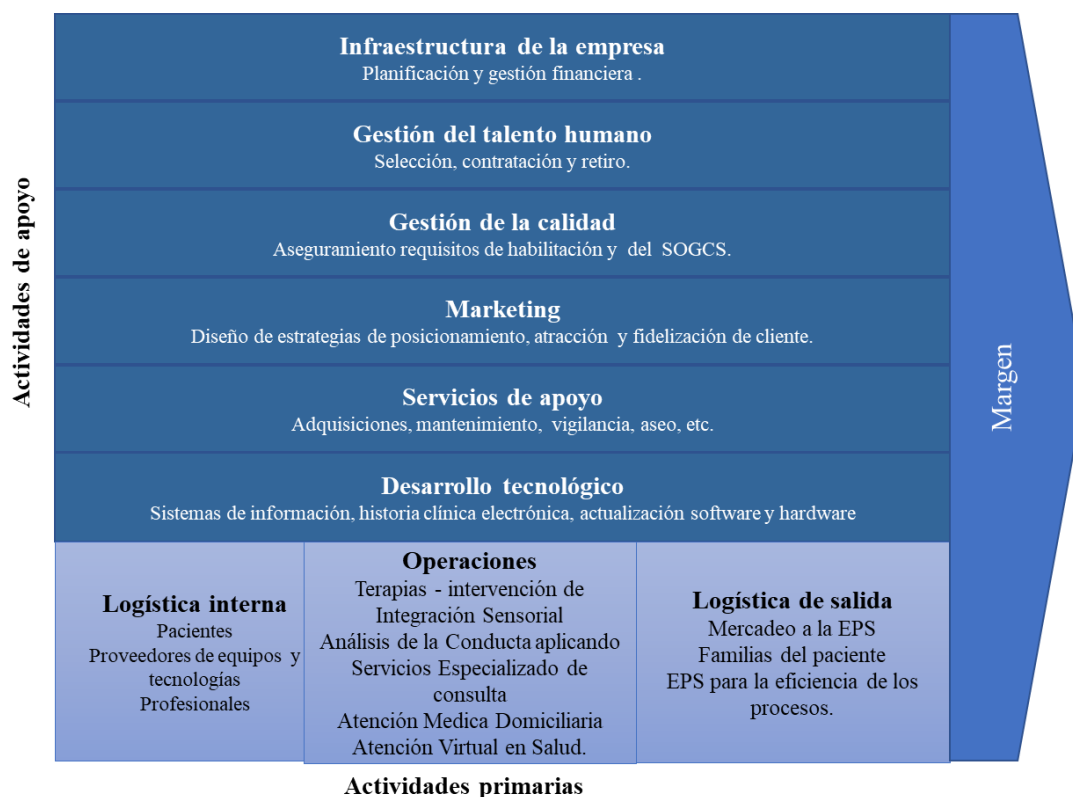 Infraestructura de la empresa
Planificación y gestión financiera .
Gestión del talento humano
Selección, contratación y retiro.
Gestión de la calidad
Aseguramiento requisitos de habilitación y del SOGCS.
Marketing
Diseño de estrategias de posicionamiento, atracción y fidelización de cliente.
Servicios de apoyo
Adquisiciones, mantenimiento, vigilancia, aseo, etc.
Desarrollo tecnológico
Sistemas de información, historia clínica electrónica, actualización software y hardware
Actividades de apoyo
Margen
Logística interna
Pacientes
Proveedores de equipos y
tecnologías
Profesionales
Operaciones
Terapias - intervención de
Integración Sensorial
Análisis de la Conducta aplicando
Servicios Especializado de
consulta
Atención Medica Domiciliaria
Atención Virtual en Salud.
Logística de salida
Mercadeo a la EPS
Familias del paciente
EPS para la eficiencia de los
procesos.
Actividades primarias